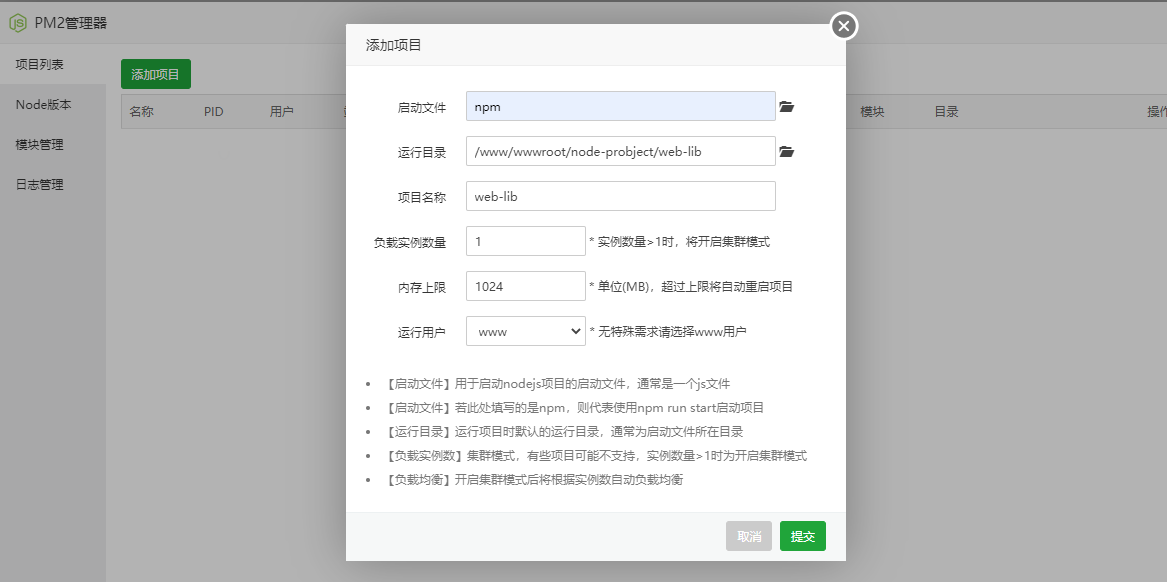 PM2管理器
项目列表
Node版本
模块管理
日志管理
添加项目
名称 PID 用户 模块 目录 操作
添加项目
启动文件 npm
运行目录 /www/wwwroot/node-probject/web-lib
项目名称 web-lib
负载实例数量 1 * 实例数量>1时，将开启集群模式
内存上限 1024 * 单位(MB)，超过上限将自动重启项目
运行用户 www * 无特殊需求请选择www用户
• 【启动文件】用于启动nodejs项目的启动文件，通常是一个js文件
• 【启动文件】若此处填写的是npm，则代表使用npm run start启动项目
• 【运行目录】运行项目时默认的运行目录，通常为启动文件所在目录
• 【负载实例数】集群模式，有些项目可能不支持，实例数量>1时为开启集群模式
• 【负载均衡】开启集群模式后将根据实例数自动负载均衡
取消 提交